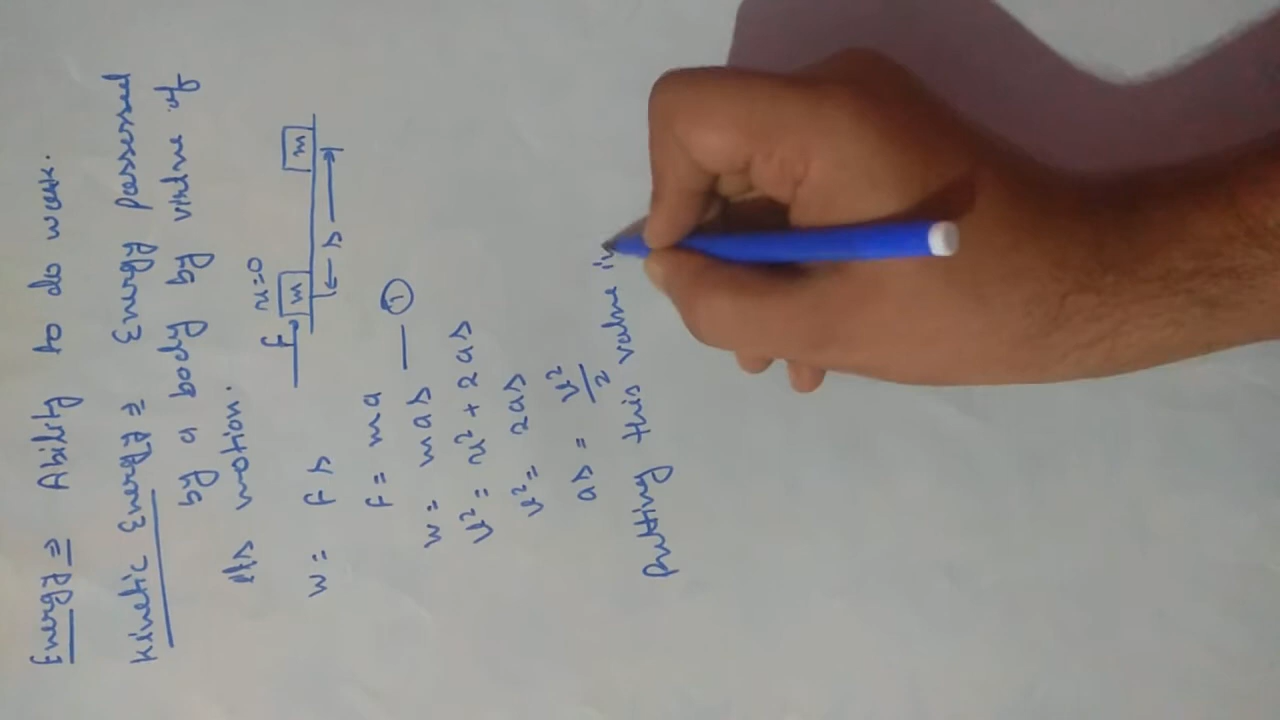 Energy ⇒ Ability to do work.
Kinetic Energy ⇒ Energy possessed
by a body by virtue of
its motion.
F u=0
m m
s
W = F s
F = ma
W = mas — ①
v² = u² + 2as
v² = 2as
as = v²/2
Putting this value in